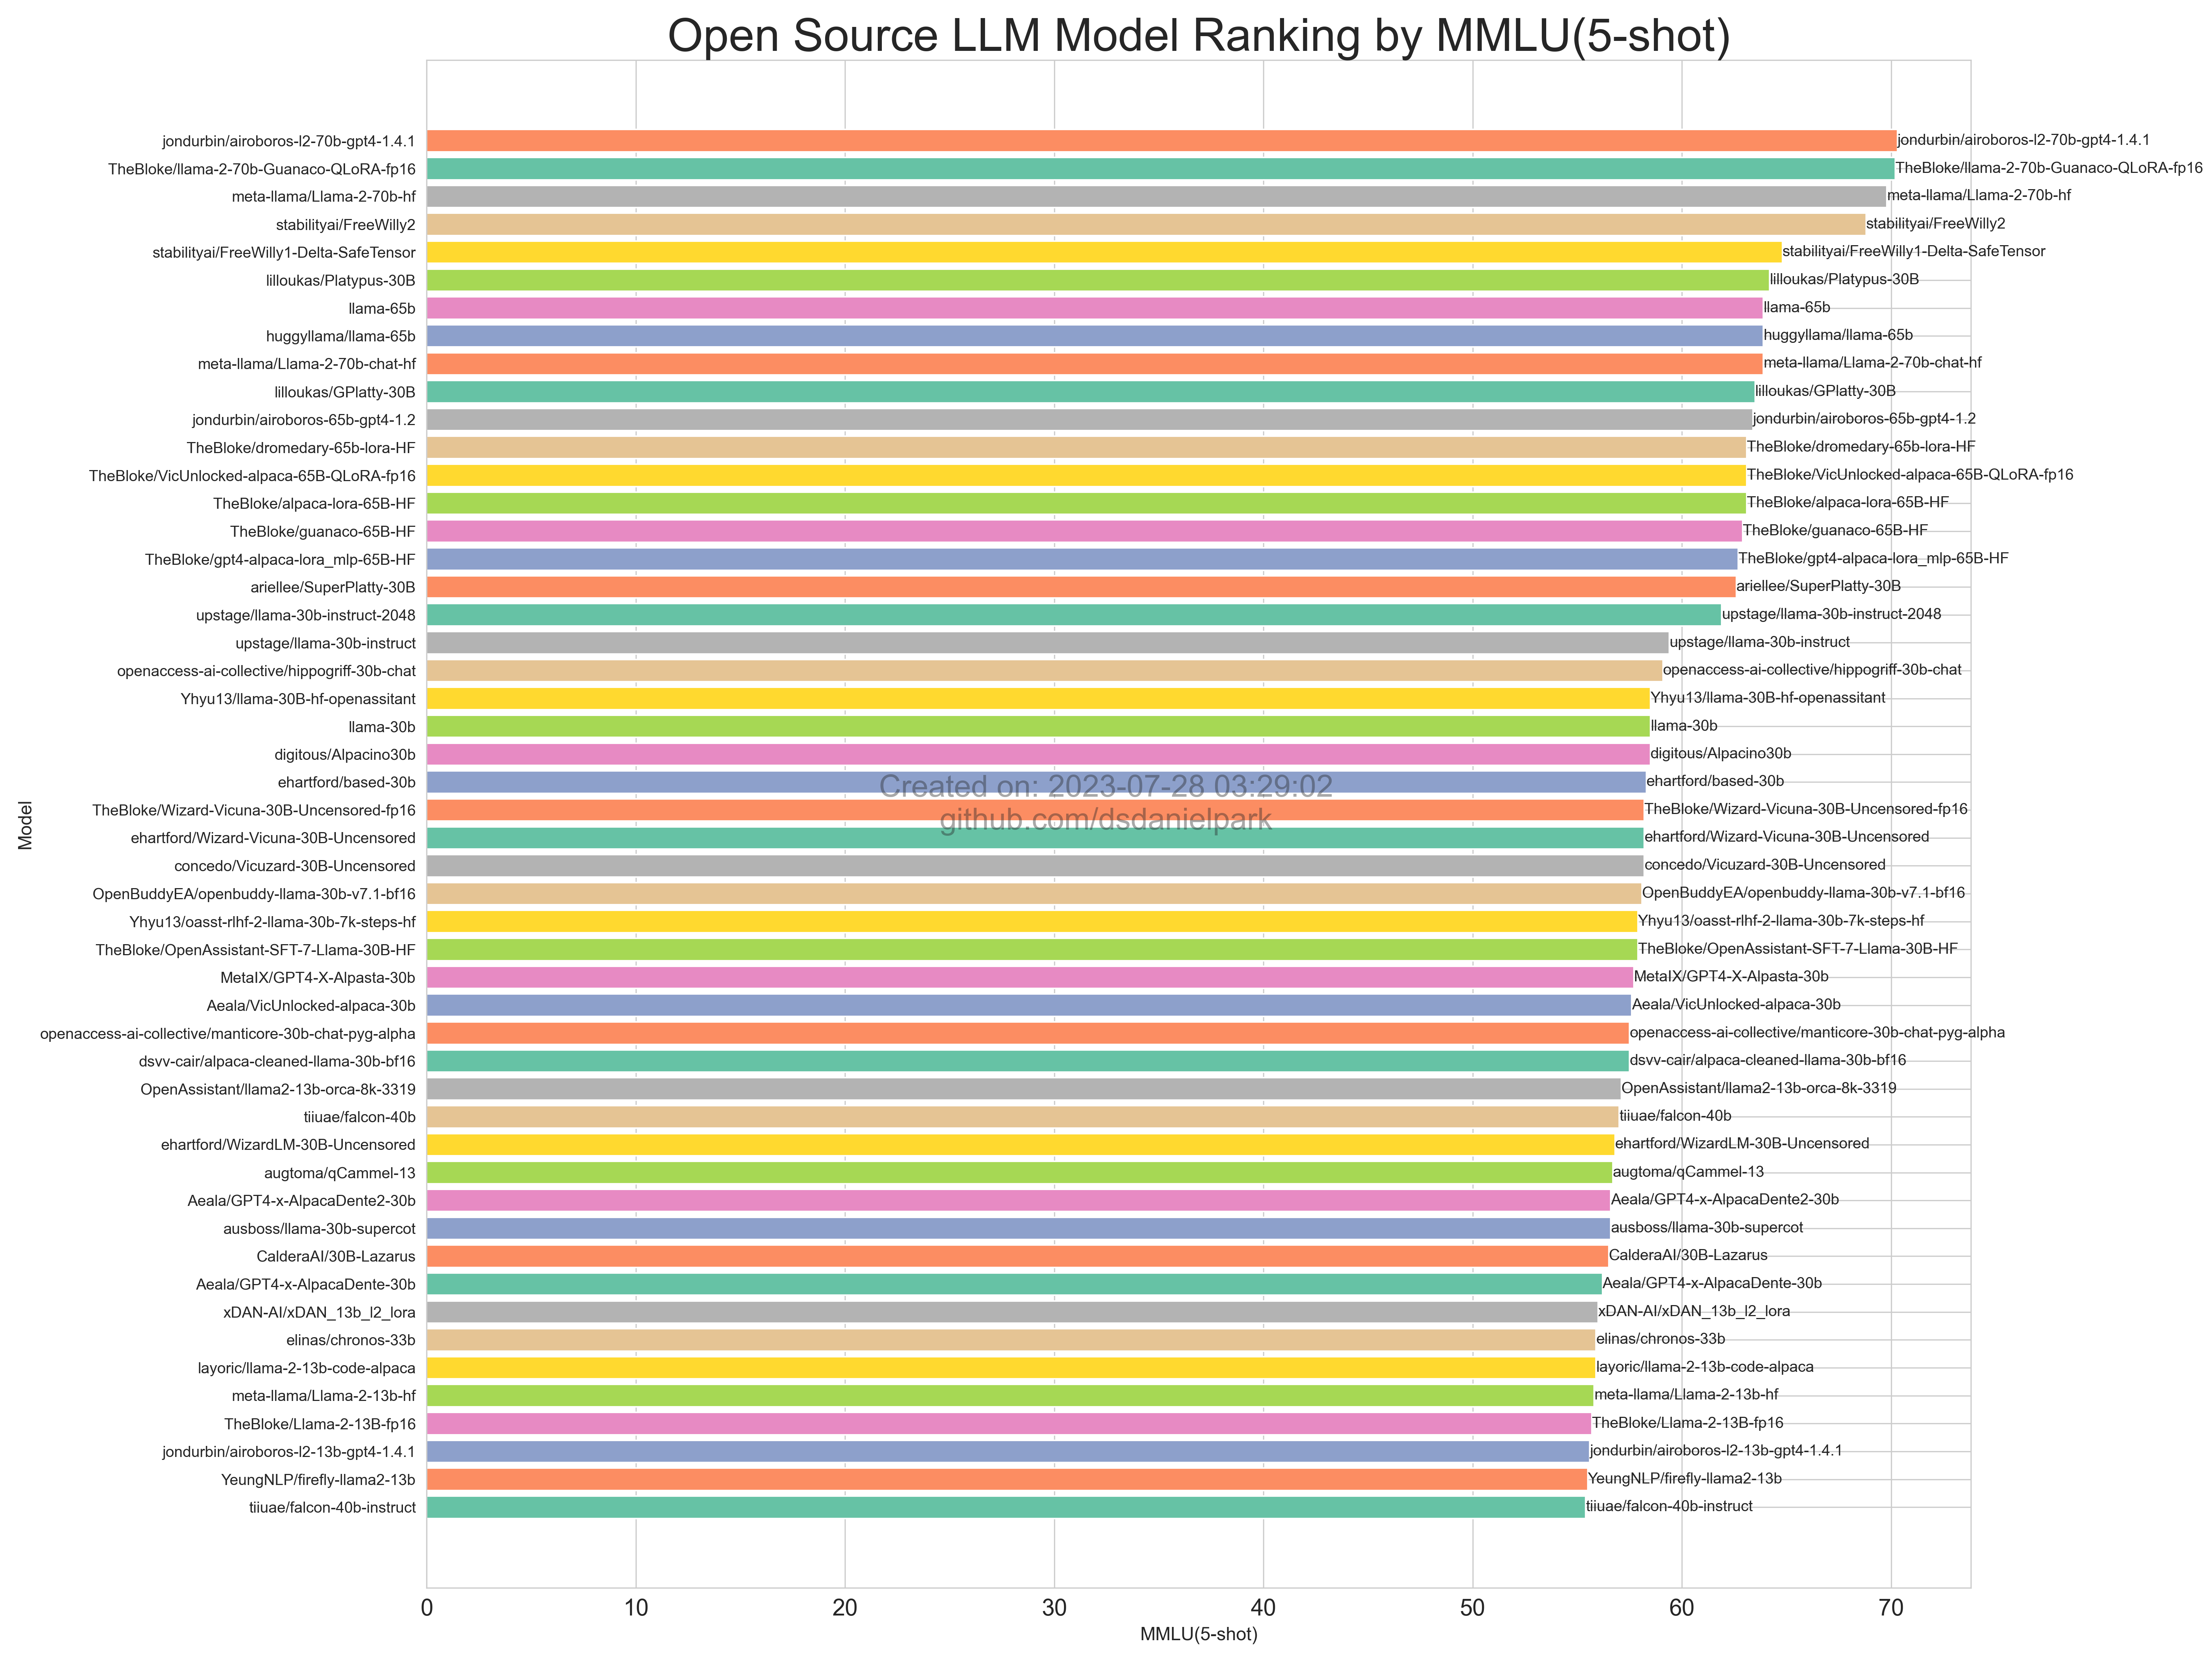 Open Source LLM Model Ranking by MMLU(5-shot)
jondurbin/airoboros-l2-70b-gpt4-1.4.1 jondurbin/airoboros-l2-70b-gpt4-1.4.1
TheBloke/llama-2-70b-Guanaco-QLoRA-fp16 TheBloke/llama-2-70b-Guanaco-QLoRA-fp16
meta-llama/Llama-2-70b-hf meta-llama/Llama-2-70b-hf
stabilityai/FreeWilly2 stabilityai/FreeWilly2
stabilityai/FreeWilly1-Delta-SafeTensor stabilityai/FreeWilly1-Delta-SafeTensor
lilloukas/Platypus-30B lilloukas/Platypus-30B
llama-65b llama-65b
huggyllama/llama-65b huggyllama/llama-65b
meta-llama/Llama-2-70b-chat-hf meta-llama/Llama-2-70b-chat-hf
lilloukas/GPlatty-30B lilloukas/GPlatty-30B
jondurbin/airoboros-65b-gpt4-1.2 jondurbin/airoboros-65b-gpt4-1.2
TheBloke/dromedary-65b-lora-HF TheBloke/dromedary-65b-lora-HF
TheBloke/VicUnlocked-alpaca-65B-QLoRA-fp16 TheBloke/VicUnlocked-alpaca-65B-QLoRA-fp16
TheBloke/alpaca-lora-65B-HF TheBloke/alpaca-lora-65B-HF
TheBloke/guanaco-65B-HF TheBloke/guanaco-65B-HF
TheBloke/gpt4-alpaca-lora_mlp-65B-HF TheBloke/gpt4-alpaca-lora_mlp-65B-HF
ariellee/SuperPlatty-30B ariellee/SuperPlatty-30B
upstage/llama-30b-instruct-2048 upstage/llama-30b-instruct-2048
upstage/llama-30b-instruct upstage/llama-30b-instruct
openaccess-ai-collective/hippogriff-30b-chat openaccess-ai-collective/hippogriff-30b-chat
Yhyu13/llama-30B-hf-openassitant Yhyu13/llama-30B-hf-openassitant
llama-30b llama-30b
digitous/Alpacino30b digitous/Alpacino30b
ehartford/based-30b ehartford/based-30b
Created on: 2023-07-28 03:29:02
TheBloke/Wizard-Vicuna-30B-Uncensored-fp16 TheBloke/Wizard-Vicuna-30B-Uncensored-fp16
github.com/dsdanielpark
ehartford/Wizard-Vicuna-30B-Uncensored ehartford/Wizard-Vicuna-30B-Uncensored
concedo/Vicuzard-30B-Uncensored concedo/Vicuzard-30B-Uncensored
OpenBuddyEA/openbuddy-llama-30b-v7.1-bf16 OpenBuddyEA/openbuddy-llama-30b-v7.1-bf16
Yhyu13/oasst-rlhf-2-llama-30b-7k-steps-hf Yhyu13/oasst-rlhf-2-llama-30b-7k-steps-hf
TheBloke/OpenAssistant-SFT-7-Llama-30B-HF TheBloke/OpenAssistant-SFT-7-Llama-30B-HF
MetaIX/GPT4-X-Alpasta-30b MetaIX/GPT4-X-Alpasta-30b
Aeala/VicUnlocked-alpaca-30b Aeala/VicUnlocked-alpaca-30b
openaccess-ai-collective/manticore-30b-chat-pyg-alpha openaccess-ai-collective/manticore-30b-chat-pyg-alpha
dsvv-cair/alpaca-cleaned-llama-30b-bf16 dsvv-cair/alpaca-cleaned-llama-30b-bf16
OpenAssistant/llama2-13b-orca-8k-3319 OpenAssistant/llama2-13b-orca-8k-3319
tiiuae/falcon-40b tiiuae/falcon-40b
ehartford/WizardLM-30B-Uncensored ehartford/WizardLM-30B-Uncensored
augtoma/qCammel-13 augtoma/qCammel-13
Aeala/GPT4-x-AlpacaDente2-30b Aeala/GPT4-x-AlpacaDente2-30b
ausboss/llama-30b-supercot ausboss/llama-30b-supercot
CalderaAI/30B-Lazarus CalderaAI/30B-Lazarus
Aeala/GPT4-x-AlpacaDente-30b Aeala/GPT4-x-AlpacaDente-30b
xDAN-AI/xDAN_13b_l2_lora xDAN-AI/xDAN_13b_l2_lora
elinas/chronos-33b elinas/chronos-33b
layoric/llama-2-13b-code-alpaca layoric/llama-2-13b-code-alpaca
meta-llama/Llama-2-13b-hf meta-llama/Llama-2-13b-hf
TheBloke/Llama-2-13B-fp16 TheBloke/Llama-2-13B-fp16
jondurbin/airoboros-l2-13b-gpt4-1.4.1 jondurbin/airoboros-l2-13b-gpt4-1.4.1
YeungNLP/firefly-llama2-13b YeungNLP/firefly-llama2-13b
tiiuae/falcon-40b-instruct tiiuae/falcon-40b-instruct
Model
0 10 20 30 40 50 60 70
MMLU(5-shot)